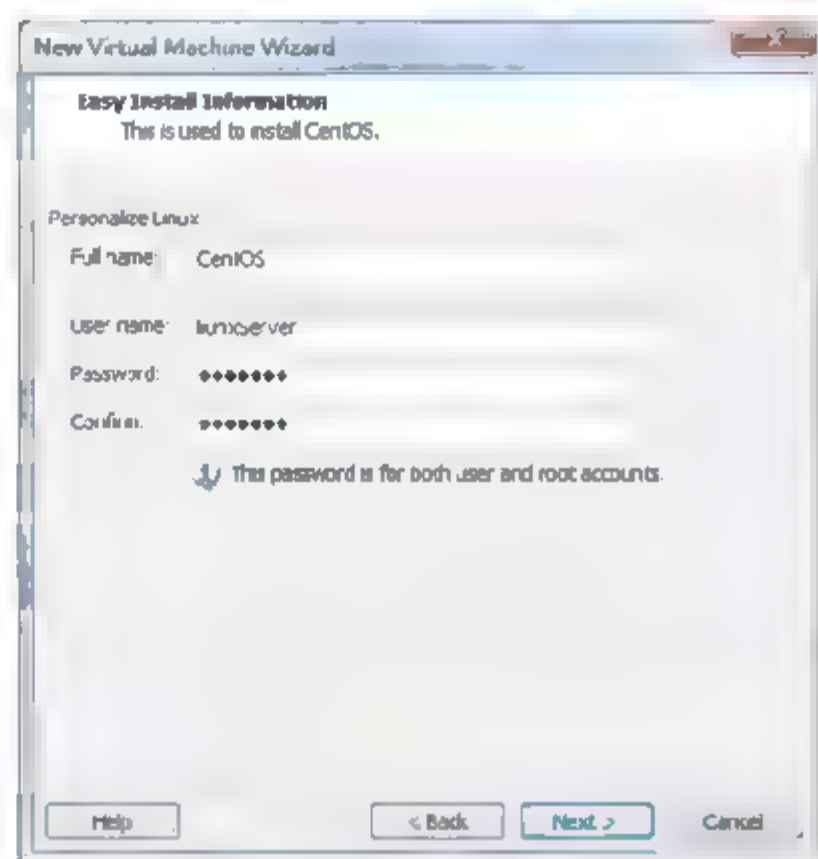 New Virtual Machine Wizard
Easy Install Information
This is used to install CentOS.
Personalize Linux
Full name: CentOS
User name:
Password: •••••••
Confirm: •••••••
This password is for both user and root accounts.
Help < Back Next > Cancel